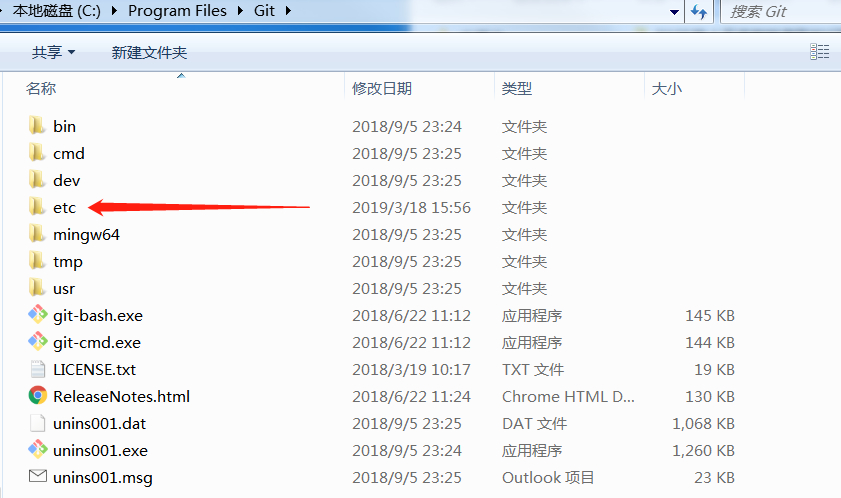 本地磁盘 (C:) Program Files Git 搜索 Git
共享 新建文件夹
名称 修改日期 类型 大小
bin 2018/9/5 23:24 文件夹
cmd 2018/9/5 23:25 文件夹
dev 2018/9/5 23:25 文件夹
etc 2019/3/18 15:56 文件夹
mingw64 2018/9/5 23:25 文件夹
tmp 2018/9/5 23:25 文件夹
usr 2018/9/5 23:25 文件夹
git-bash.exe 2018/6/22 11:12 应用程序 145 KB
git-cmd.exe 2018/6/22 11:12 应用程序 144 KB
LICENSE.txt 2018/3/19 10:17 TXT 文件 19 KB
ReleaseNotes.html 2018/6/22 11:24 Chrome HTML D... 130 KB
unins001.dat 2018/9/5 23:25 DAT 文件 1,068 KB
unins001.exe 2018/9/5 23:24 应用程序 1,260 KB
unins001.msg 2018/9/5 23:25 Outlook 项目 23 KB